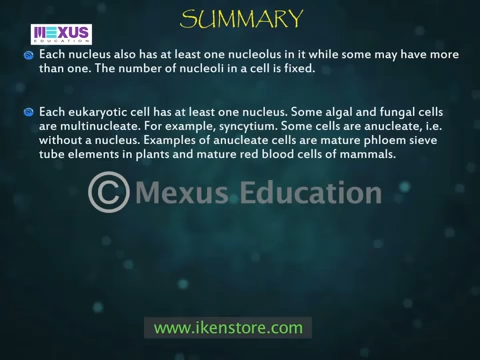 SUMMARY
MEXUS
EDUCATION
Each nucleus also has at least one nucleolus in it while some may have more
than one. The number of nucleoli in a cell is fixed.
Each eukaryotic cell has at least one nucleus. Some algal and fungal cells
are multinucleate. For example, syncytium. Some cells are anucleate, i.e.
without a nucleus. Examples of anucleate cells are mature phloem sieve
tube elements in plants and mature red blood cells of mammals.
© Mexus Education
www.ikenstore.com